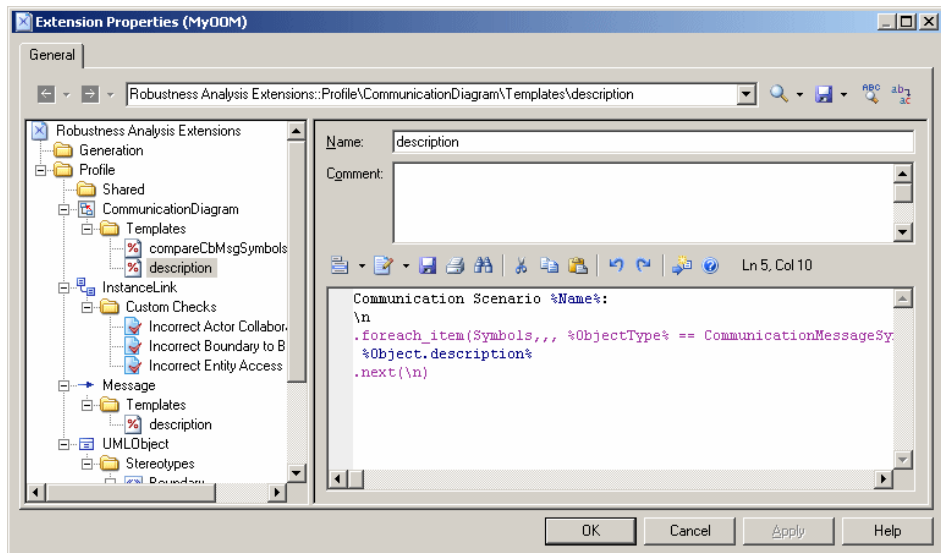 Extension Properties (MyOOM)
General
Robustness Analysis Extensions::Profile\CommunicationDiagram\Templates\description
Robustness Analysis Extensions
Generation
Profile
Shared
CommunicationDiagram
Templates
compareCbMsgSymbols
description
InstanceLink
Custom Checks
Incorrect Actor Collabor
Incorrect Boundary to B
Incorrect Entity Access
Message
Templates
description
UMLObject
Stereotypes
Boundary
Name: description
Comment:
Ln 5, Col 10
Communication Scenario %Name%:
\n
.foreach_item(Symbols,,, %ObjectType% == CommunicationMessageSy
%Object.description%
.next(\n)
OK Cancel Apply Help